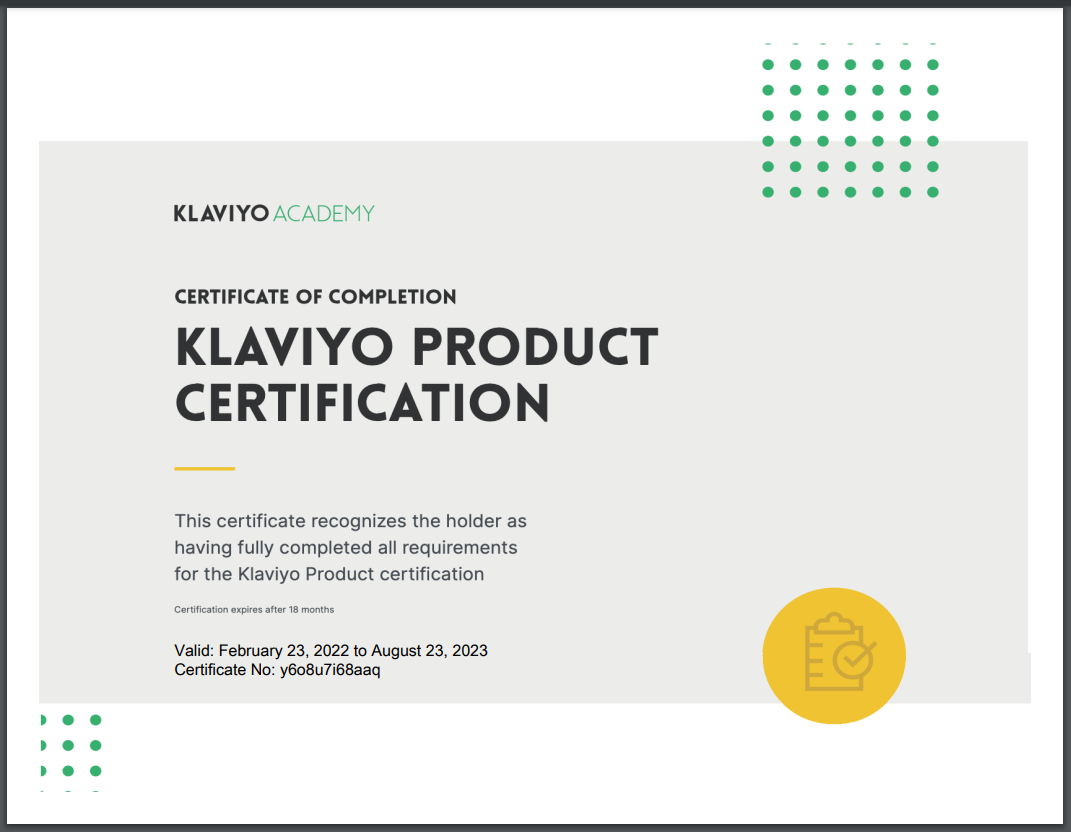 KLAVIYO ACADEMY
CERTIFICATE OF COMPLETION
KLAVIYO PRODUCT
CERTIFICATION
This certificate recognizes the holder as
having fully completed all requirements
for the Klaviyo Product certification
Certification expires after 18 months
Valid: February 23, 2022 to August 23, 2023
Certificate No: y6o8u7i68aaq